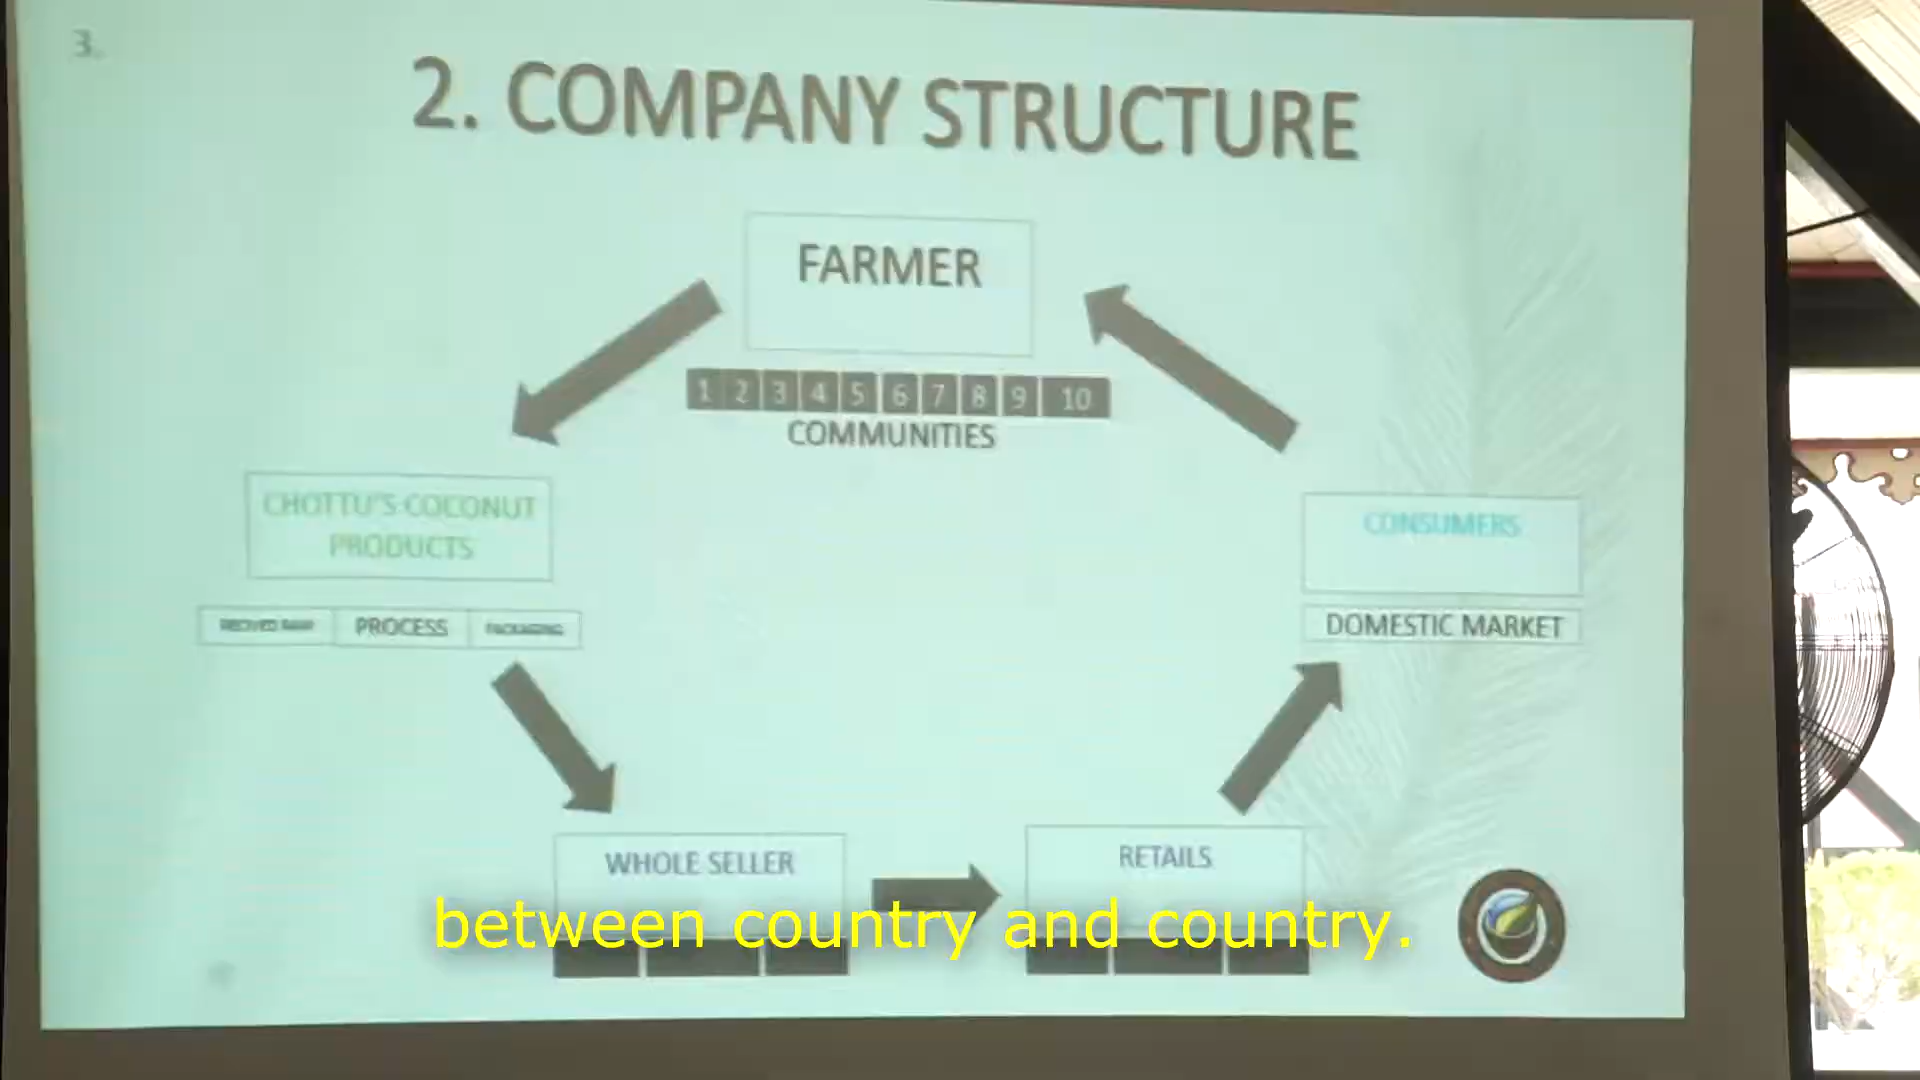 3.
2. COMPANY STRUCTURE
FARMER
1 2 3 4 5 6 7 8 9 10
COMMUNITIES
CHOTTU'S COCONUT
PRODUCTS
CONSUMERS
PROCESS
PACKAGING
DOMESTIC MARKET
WHOLE SELLER
RETAILS
between country and country.